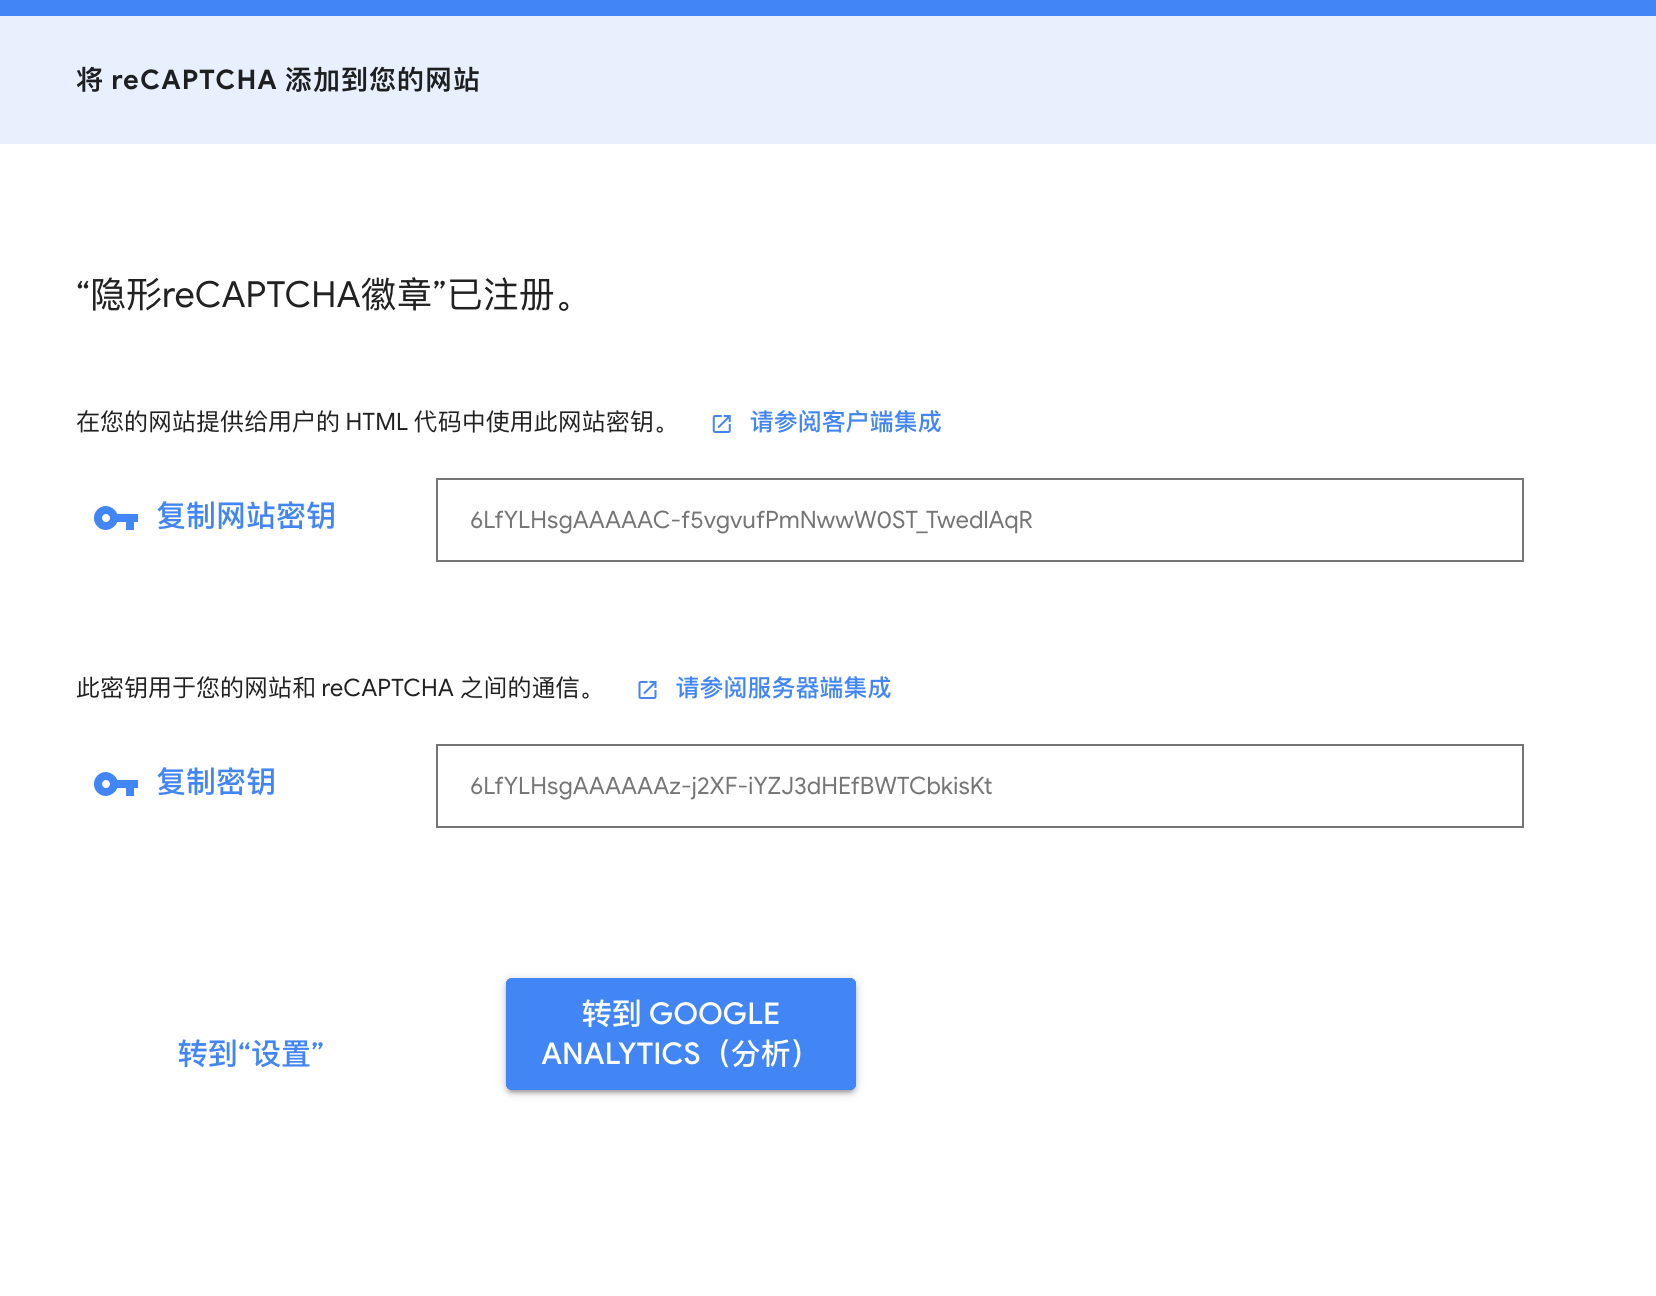 将 reCAPTCHA 添加到您的网站
“隐形reCAPTCHA徽章”已注册。
在您的网站提供给用户的 HTML 代码中使用此网站密钥。 请参阅客户端集成
复制网站密钥 6LfYLHsgAAAAAC-f5vgvufPmNwwW0ST_TwedlAqR
此密钥用于您的网站和 reCAPTCHA 之间的通信。 请参阅服务器端集成
复制密钥 6LfYLHsgAAAAAAz-j2XF-iYZJ3dHEfBWTCbkisKt
转到“设置”
转到 GOOGLE
ANALYTICS（分析）